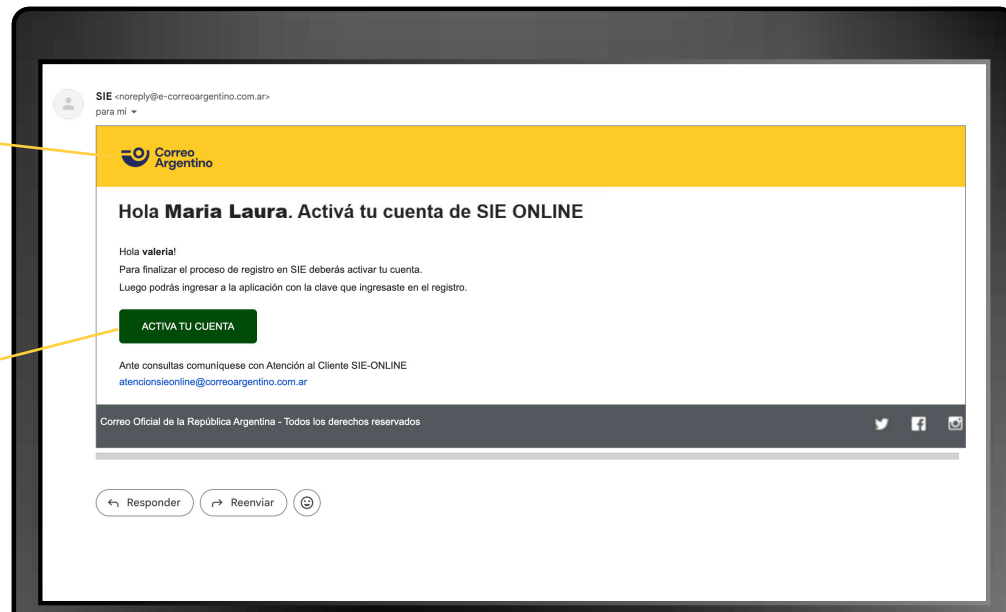 SIE <noreply@e-correoargentino.com.ar>
para mí
Correo
Argentino
Hola Maria Laura. Activá tu cuenta de SIE ONLINE
Hola valeria!
Para finalizar el proceso de registro en SIE deberás activar tu cuenta.
Luego podrás ingresar a la aplicación con la clave que ingresaste en el registro.
ACTIVA TU CUENTA
Ante consultas comuníquese con Atención al Cliente SIE-ONLINE
atencionsieonline@correoargentino.com.ar
Correo Oficial de la República Argentina - Todos los derechos reservados
Responder
Reenviar